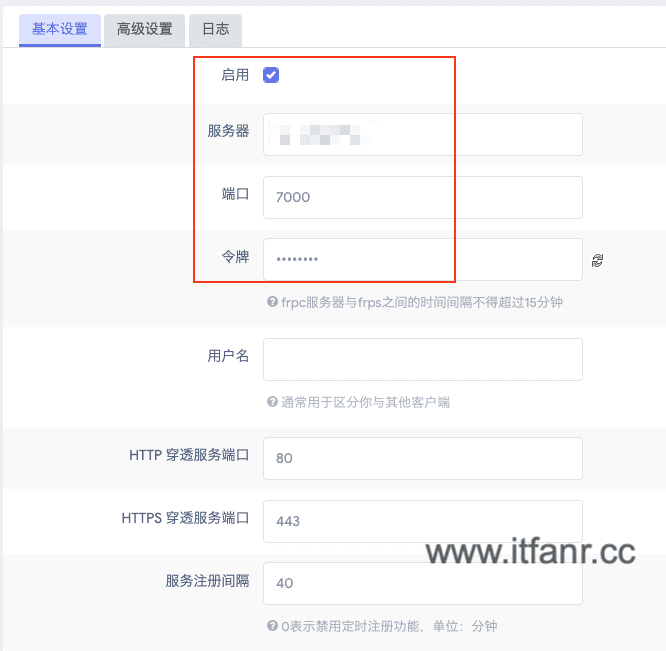 基本设置 高级设置 日志
启用
服务器
端口 7000
令牌 ••••••••
frpc服务器与frps之间的时间间隔不得超过15分钟
用户名
通常用于区分你与其他客户端
HTTP 穿透服务端口 80
HTTPS 穿透服务端口 443
www.itfanr.cc
服务注册间隔 40
0表示禁用定时注册功能，单位：分钟